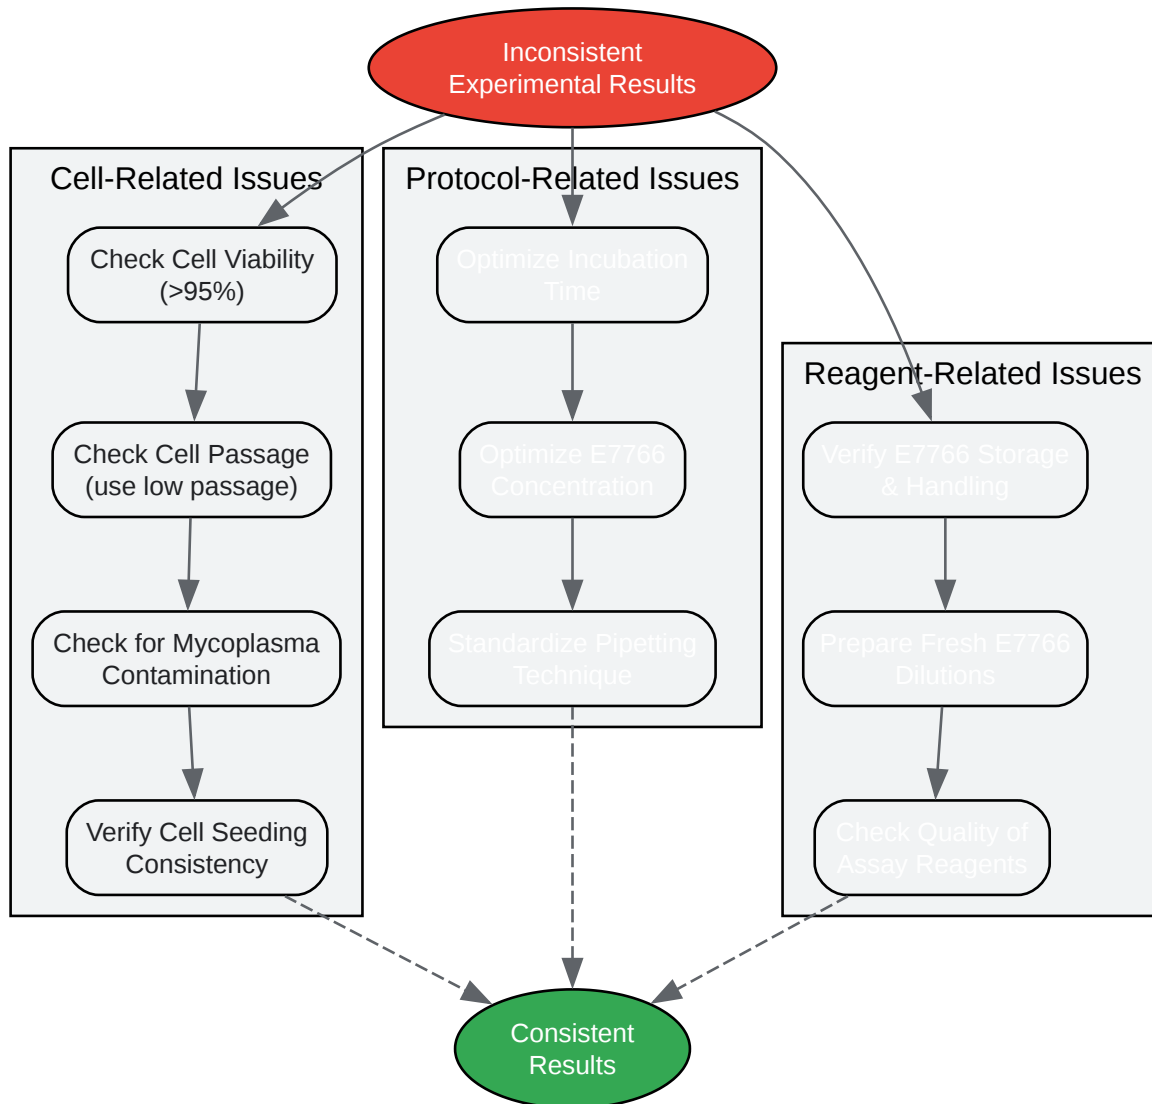 Inconsistent
Experimental Results
Cell-Related Issues
Check Cell Viability
(>95%)
Check Cell Passage
(use low passage)
Check for Mycoplasma
Contamination
Verify Cell Seeding
Consistency
Protocol-Related Issues
Optimize Incubation
Time
Optimize E7766
Concentration
Standardize Pipetting
Technique
Reagent-Related Issues
Verify E7766 Storage
& Handling
Prepare Fresh E7766
Dilutions
Check Quality of
Assay Reagents
Consistent
Results